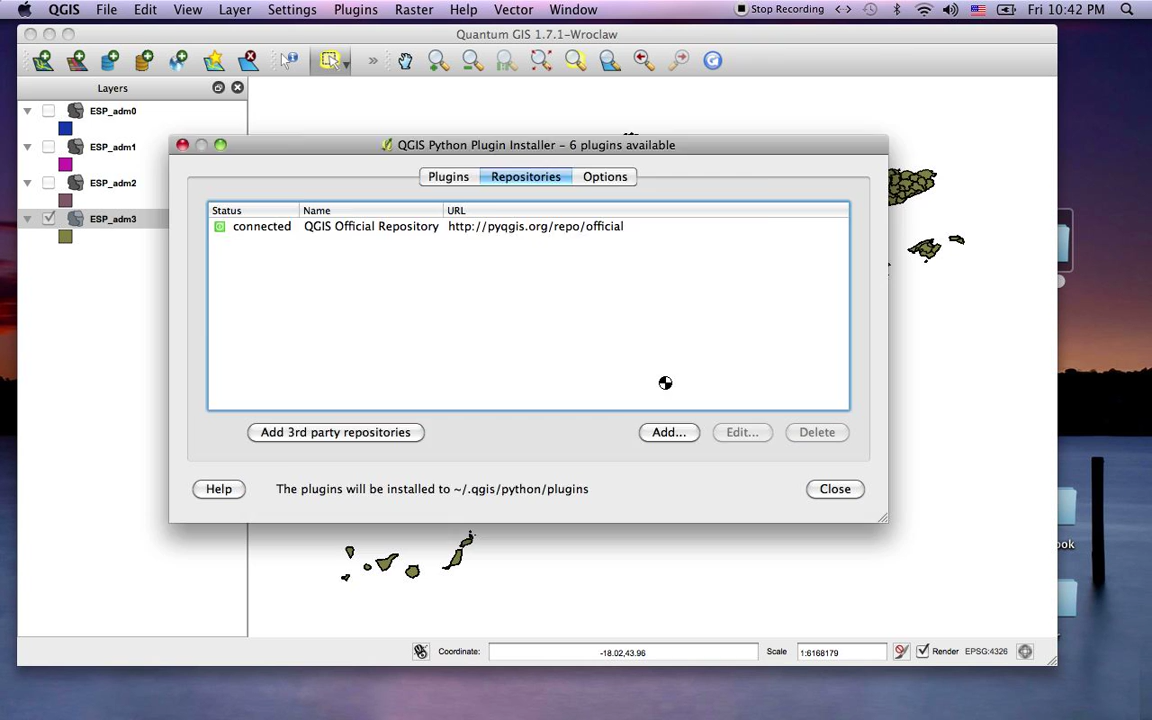 QGIS File Edit View Layer Settings Plugins Raster Help Vector Window Stop Recording Fri 10:42 PM
Quantum GIS 1.7.1-Wroclaw
Layers
ESP_adm0
ESP_adm1
ESP_adm2
ESP_adm3
QGIS Python Plugin Installer - 6 plugins available
Plugins Repositories Options
Status Name URL
connected QGIS Official Repository http://pyqgis.org/repo/official
Add 3rd party repositories Add... Edit... Delete
Help The plugins will be installed to ~/.qgis/python/plugins Close
ook
Coordinate: -18.02,43.96 Scale 1:6168179 Render EPSG:4326